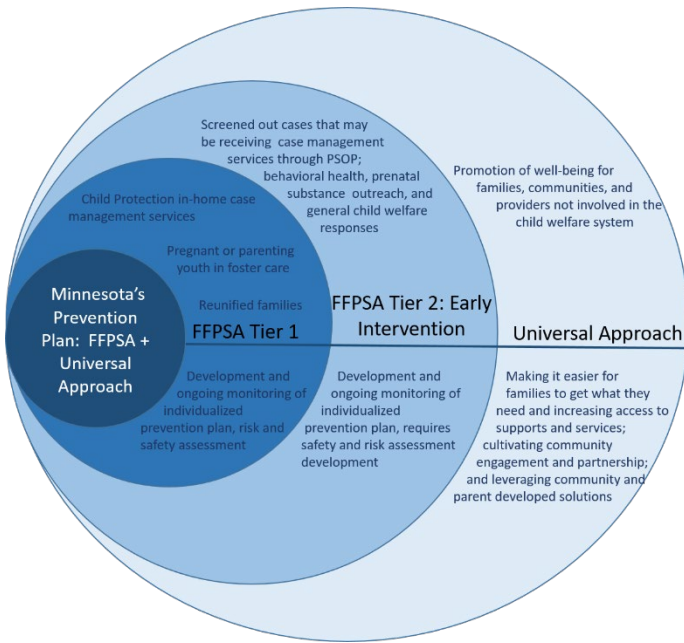 Screened out cases that may
be receiving case management
services through PSOP;
behavioral health, prenatal
substance outreach, and
general child welfare
responses
Promotion of well-being for
families, communities, and
providers not involved in the
child welfare system
Child Protection in-home case
management services
Pregnant or parenting
youth in foster care
Reunified families
Minnesota's
Prevention
Plan: FFPSA +
Universal
Approach
FFPSA Tier 1
FFPSA Tier 2: Early
Intervention
Universal Approach
Development and
ongoing monitoring of
individualized
prevention plan, risk and
safety assessment
Development and
ongoing monitoring of
individualized
prevention plan, requires
safety and risk assessment
development
Making it easier for
families to get what they
need and increasing access to
supports and services;
cultivating community
engagement and partnership;
and leveraging community and
parent developed solutions